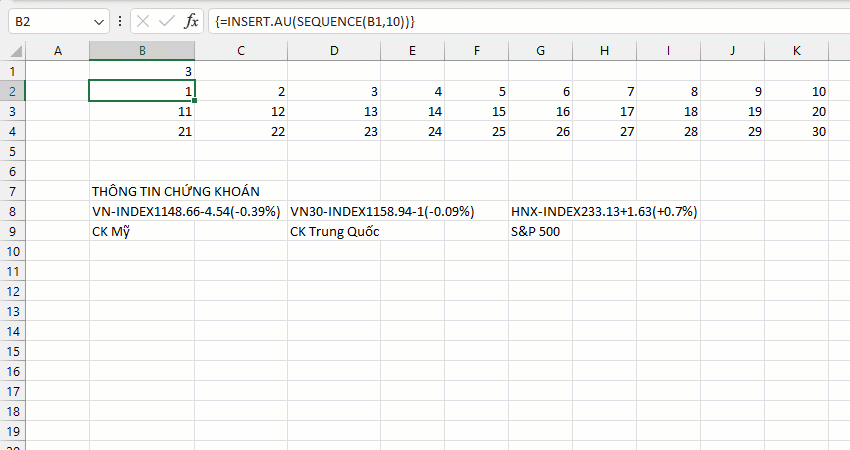 B2 fx {=INSERT.AU(SEQUENCE(B1,10))}
A B C D E F G H I J K
1 3
2 1 2 3 4 5 6 7 8 9 10
3 11 12 13 14 15 16 17 18 19 20
4 21 22 23 24 25 26 27 28 29 30
5
6
7 THÔNG TIN CHỨNG KHOÁN
8 VN-INDEX1148.66-4.54(-0.39%) VN30-INDEX1158.94-1(-0.09%) HNX-INDEX233.13+1.63(+0.7%)
9 CK Mỹ CK Trung Quốc S&P 500
10
11
12
13
14
15
16
17
18
19
20